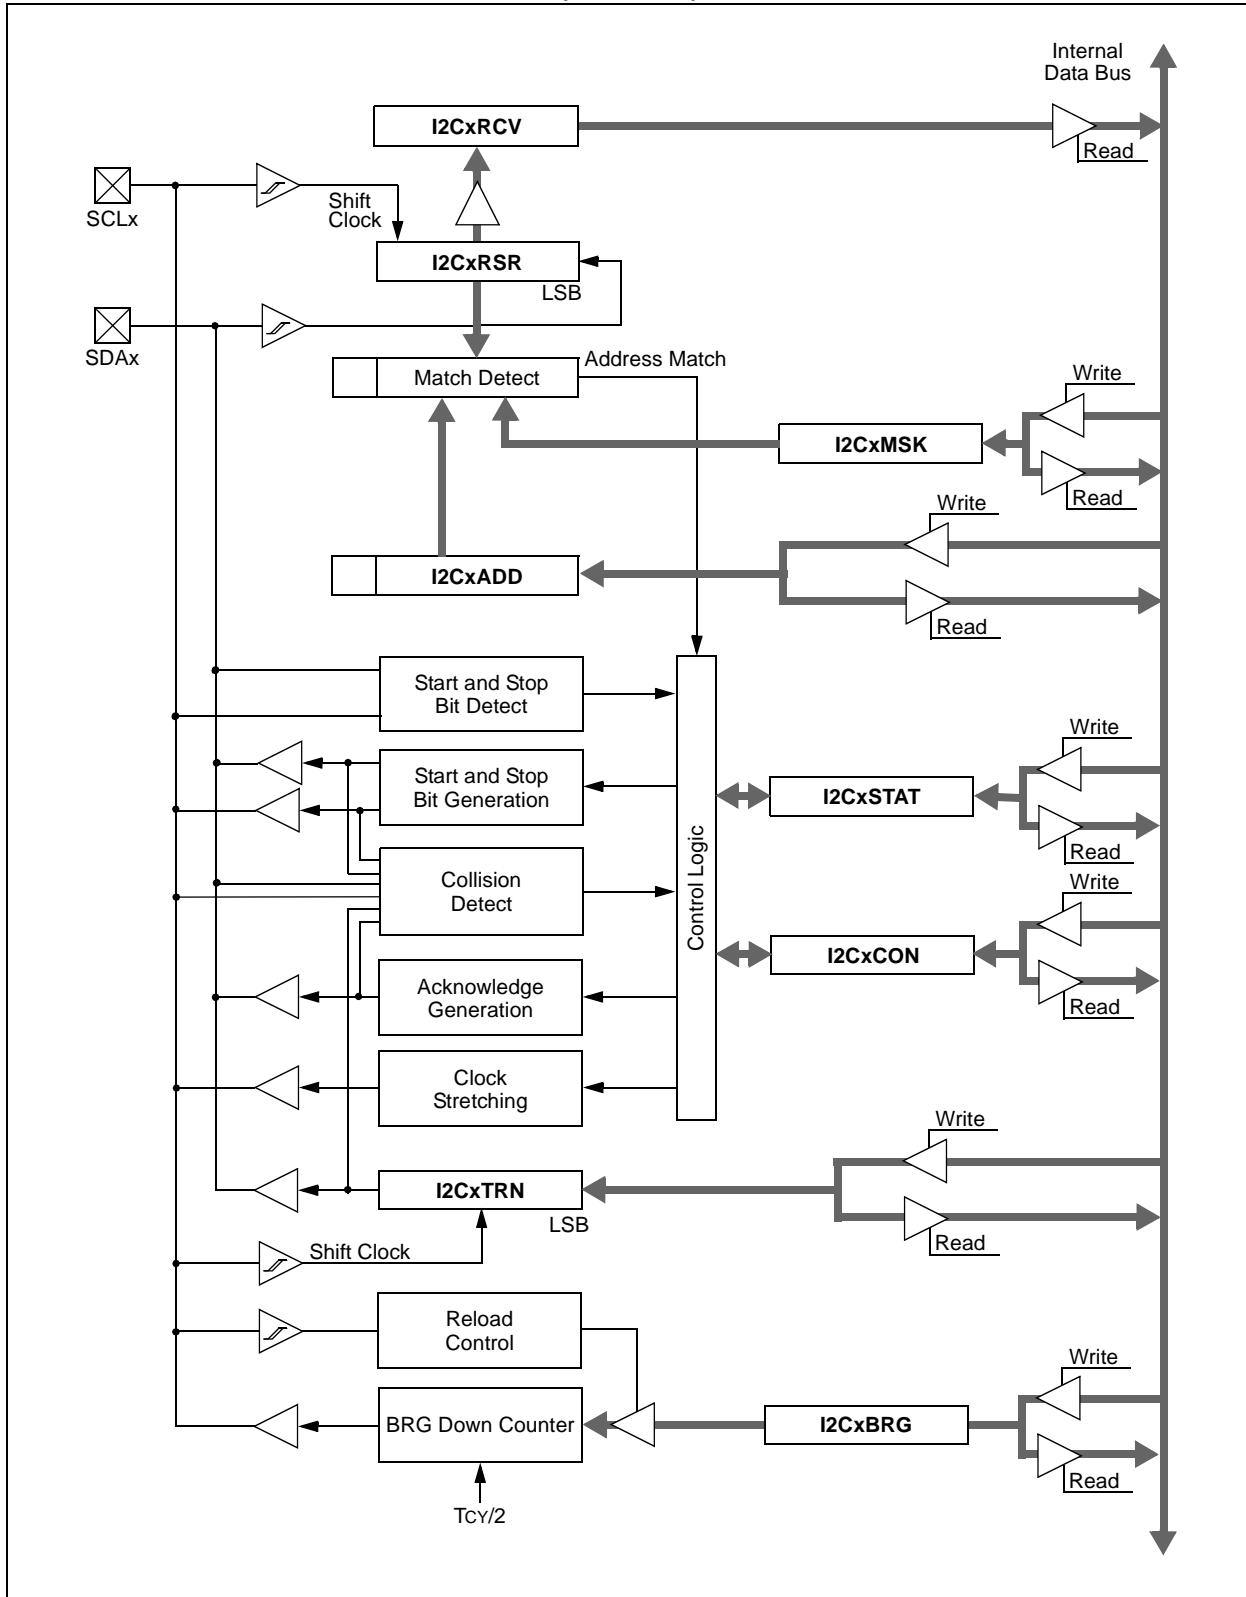 Internal
Data Bus
I2CxRCV
Read
SCLx
Shift
Clock
I2CxRSR
LSB
SDAx
Match Detect
Address Match
Write
I2CxMSK
Read
Write
I2CxADD
Read
Start and Stop
Bit Detect
Write
Start and Stop
Bit Generation
I2CxSTAT
Read
Control Logic
Collision
Detect
Write
I2CxCON
Read
Acknowledge
Generation
Clock
Stretching
Write
I2CxTRN
LSB
Read
Shift Clock
Reload
Control
Write
BRG Down Counter
I2CxBRG
Read
TCY/2